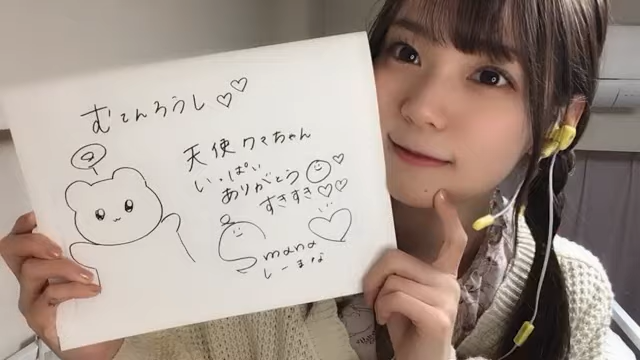 むてんろうし♡♡
天使クマちゃん
いっぱい
ありがとう
すきすき♡♡
mana
しーまな